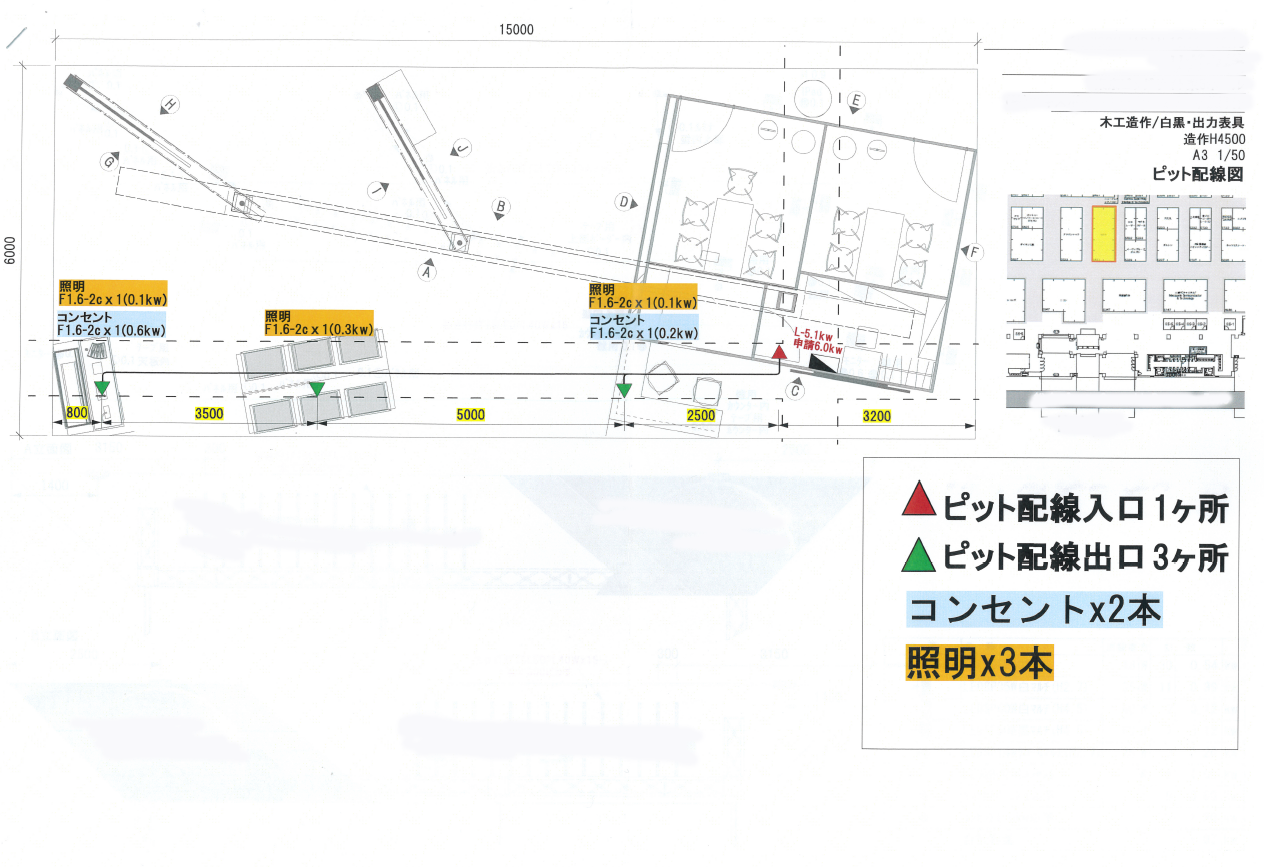 15000
6000
H
G
J
I
B
A
D
E
F
C
照明
F1.6-2c x 1(0.1kw)
コンセント
F1.6-2c x 1(0.6kw)
照明
F1.6-2c x 1(0.3kw)
照明
F1.6-2c x 1(0.1kw)
コンセント
F1.6-2c x 1(0.2kw)
L-5.1kw
申請6.0kw
800
3500
5000
2500
3200
木工造作/白黒・出力表具
造作H4500
A3 1/50
ピット配線図
ピット配線入口1ヶ所
ピット配線出口3ヶ所
コンセントx2本
照明x3本